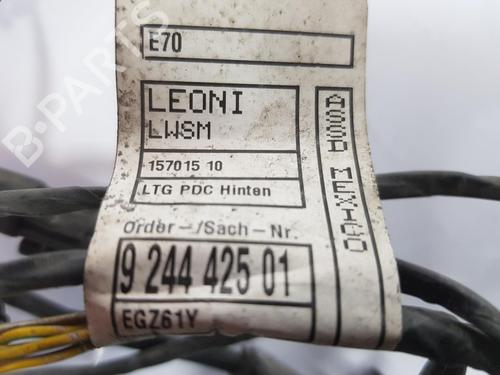 E70
LEONI
LWSM
157015 10
LTG PDC Hinten
ASSD MEXICO
Order-/Sach-Nr.
9 244 425 01
EGZ61Y
B-PARTS